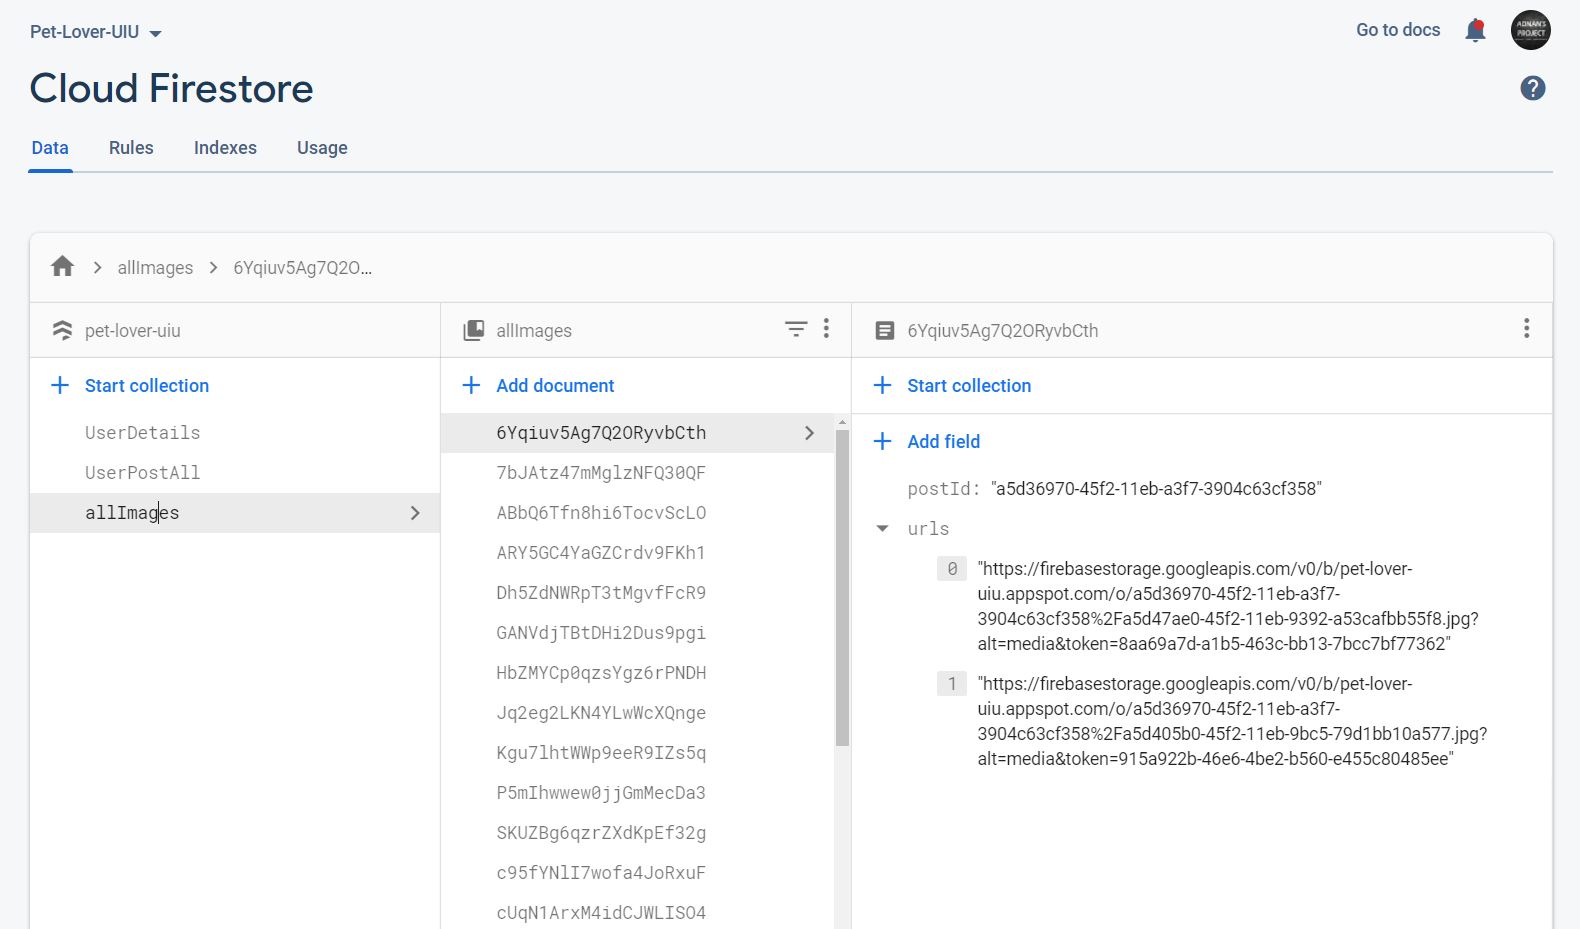 Pet-Lover-UIU
Go to docs
ADNAN'S
PROJECT
Cloud Firestore
Data Rules Indexes Usage
allImages 6Yqiuv5Ag7Q2O...
pet-lover-uiu
Start collection
UserDetails
UserPostAll
allImages
allImages
Add document
6Yqiuv5Ag7Q2ORyvbCth
7bJAtz47mMglzNFQ30QF
ABbQ6Tfn8hi6TocvScLO
ARY5GC4YaGZCrdv9FKh1
Dh5ZdNWRpT3tMgvfFcR9
GANVdjTBtDHi2Dus9pgi
HbZMYCp0qzsYgz6rPNDH
Jq2eg2LKN4YLwWcXQnge
Kgu7lhtWWp9eeR9IZs5q
P5mIhwwew0jjGmMecDa3
SKUZBg6qzrZXdKpEf32g
c95fYNlI7wofa4JoRxuF
cUqN1ArxM4idCJWLISO4
6Yqiuv5Ag7Q2ORyvbCth
Start collection
Add field
postId: "a5d36970-45f2-11eb-a3f7-3904c63cf358"
urls
0 "https://firebasestorage.googleapis.com/v0/b/pet-lover-
uiu.appspot.com/o/a5d36970-45f2-11eb-a3f7-
3904c63cf358%2Fa5d47ae0-45f2-11eb-9392-a53cafbb55f8.jpg?
alt=media&token=8aa69a7d-a1b5-463c-bb13-7bcc7bf77362"
1 "https://firebasestorage.googleapis.com/v0/b/pet-lover-
uiu.appspot.com/o/a5d36970-45f2-11eb-a3f7-
3904c63cf358%2Fa5d405b0-45f2-11eb-9bc5-79d1bb10a577.jpg?
alt=media&token=915a922b-46e6-4be2-b560-e455c80485ee"